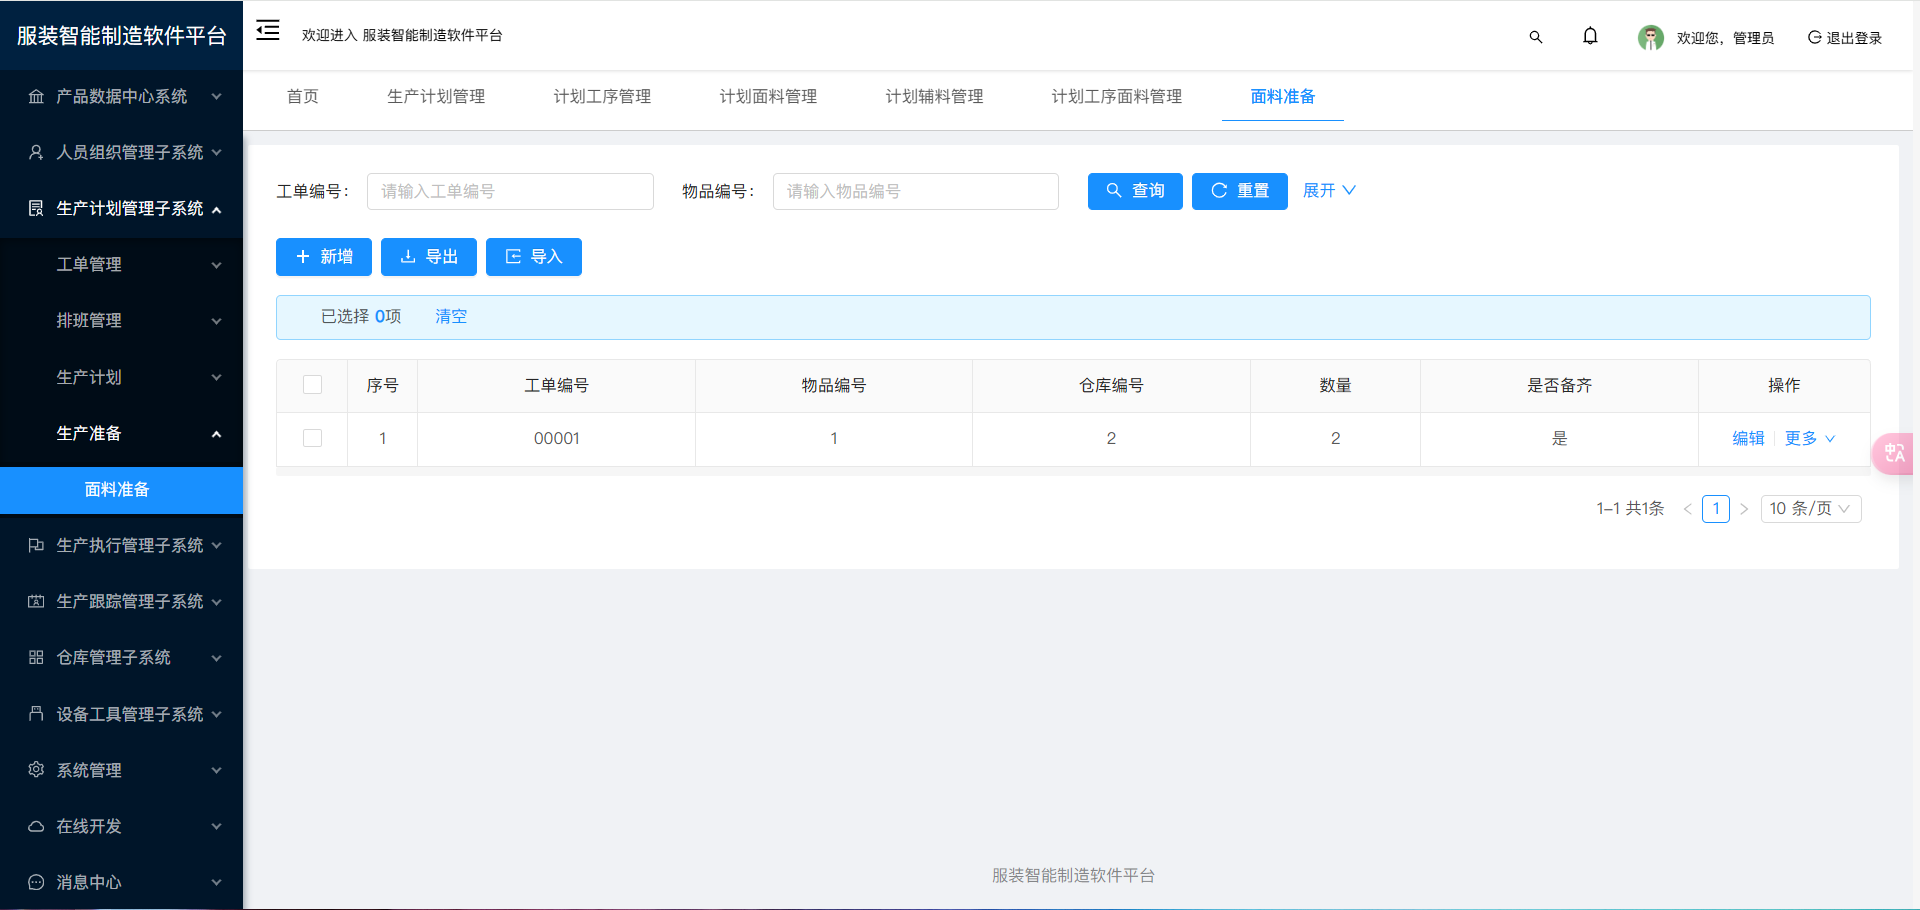 服装智能制造软件平台
欢迎进入 服装智能制造软件平台
欢迎您，管理员
退出登录
首页
生产计划管理
计划工序管理
计划面料管理
计划辅料管理
计划工序面料管理
面料准备
产品数据中心系统
人员组织管理子系统
生产计划管理子系统
工单管理
排班管理
生产计划
生产准备
面料准备
生产执行管理子系统
生产跟踪管理子系统
仓库管理子系统
设备工具管理子系统
系统管理
在线开发
消息中心
工单编号：
请输入工单编号
物品编号：
请输入物品编号
查询
重置
展开
新增
导出
导入
已选择 0项
清空
序号 工单编号 物品编号 仓库编号 数量 是否备齐 操作
1 00001 1 2 2 是 编辑 更多
1-1 共1条
1
10 条/页
中A
服装智能制造软件平台